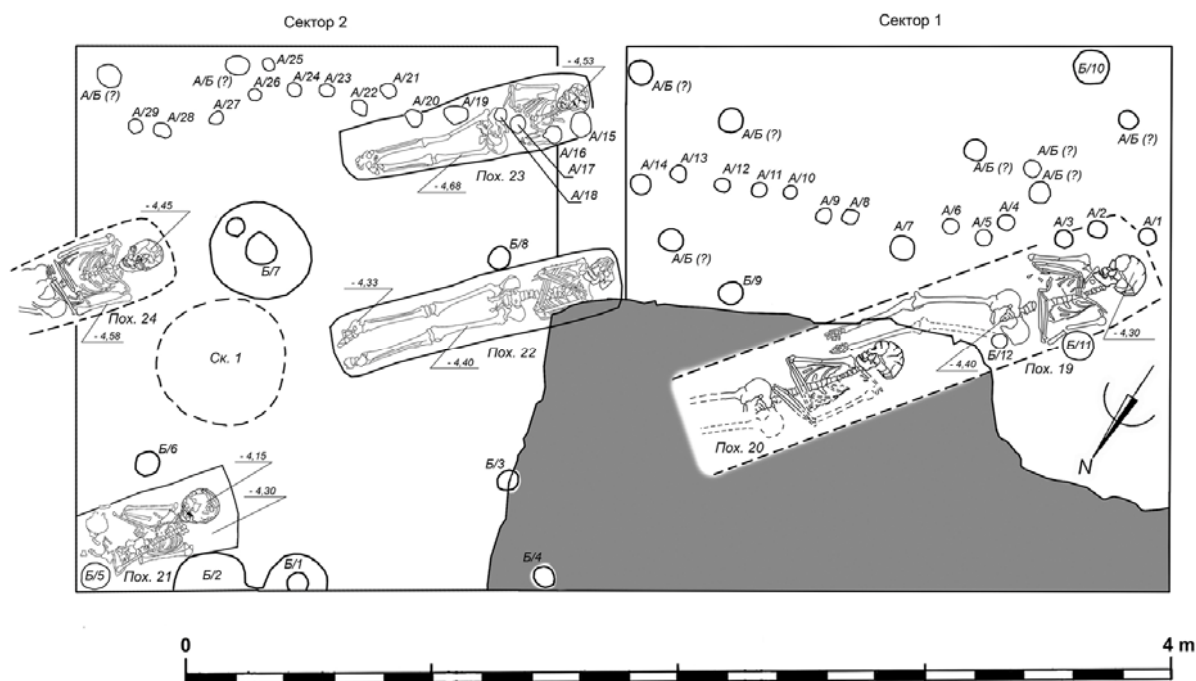 Сектор 2
Сектор 1
А/Б (?)
А/Б (?)
А/25
А/26
А/24
А/23
А/22
А/21
А/20
А/19
- 4,53
А/29
А/28
А/27
А/15
А/16
А/17
А/18
Пох. 23
- 4,68
А/Б (?)
А/Б (?)
Б/10
А/Б (?)
А/Б (?)
А/Б (?)
А/Б (?)
А/14
А/13
А/12
А/11
А/10
А/9
А/8
А/7
А/6
А/5
А/4
А/3
А/2
А/1
А/Б (?)
- 4,45
Б/7
Б/8
Б/9
Пох. 24
- 4,58
- 4,33
Пох. 22
- 4,40
Ск. 1
- 4,30
Б/11
Б/12
Пох. 19
- 4,40
Пох. 20
N
Б/6
- 4,15
- 4,30
Б/3
Б/5
Пох. 21
Б/2
Б/1
Б/4
0
4 m